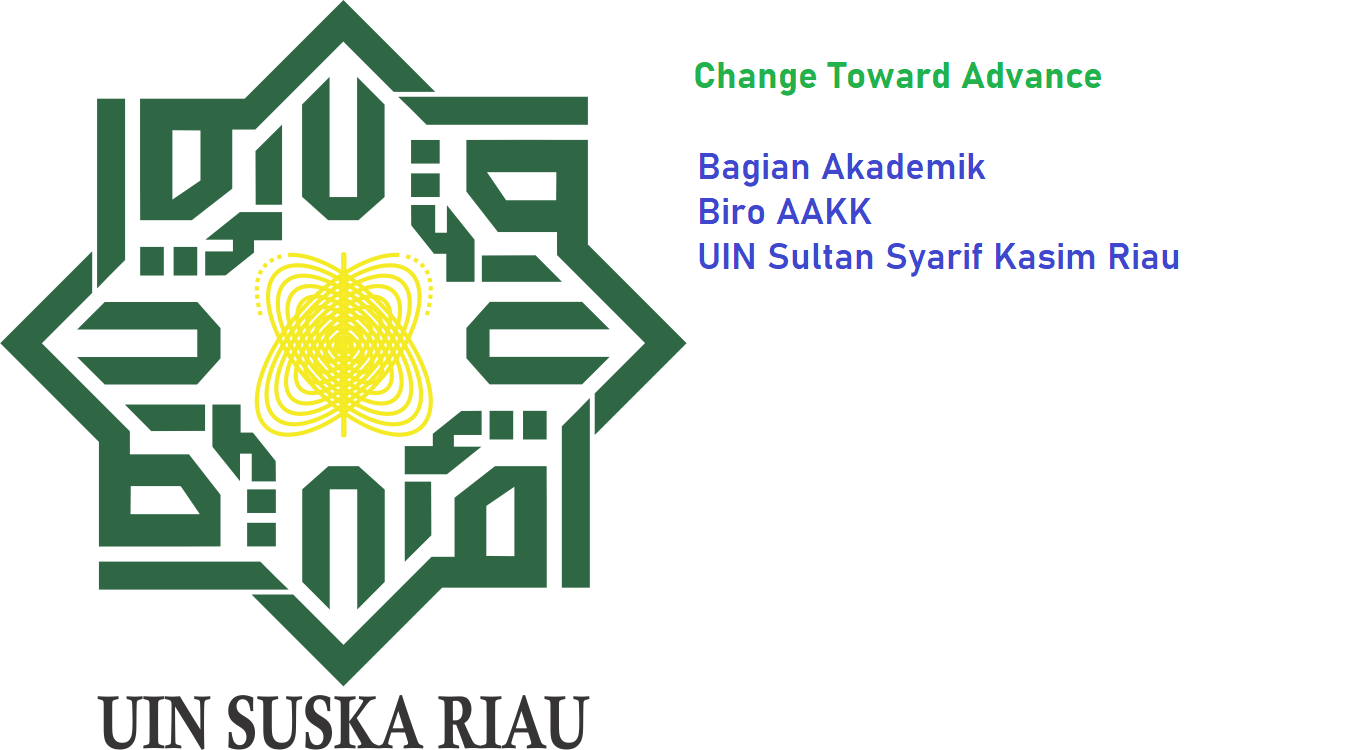 Change Toward Advance
Bagian Akademik
Biro AAKK
UIN Sultan Syarif Kasim Riau
UIN SUSKA RIAU